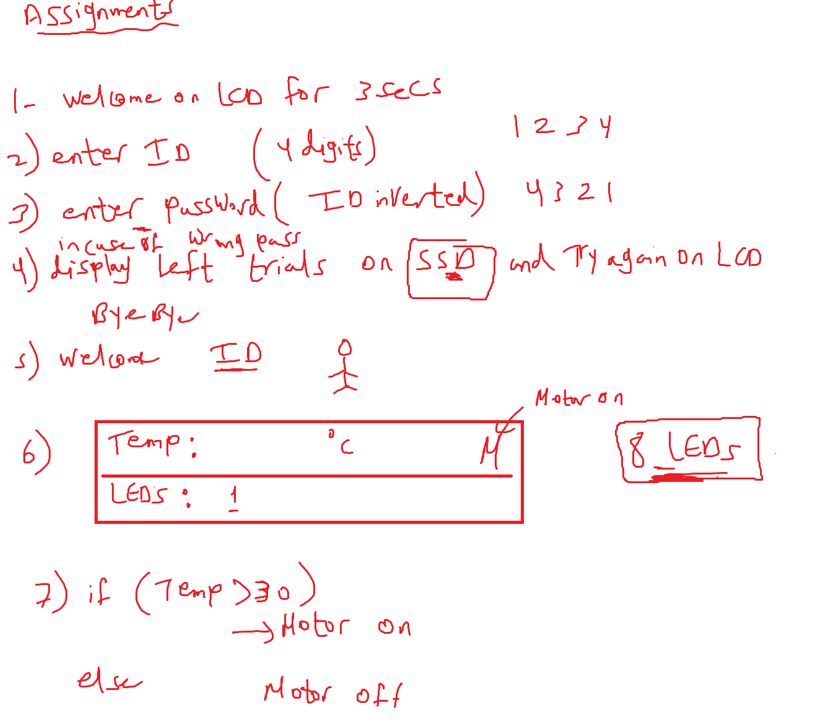 Assignments
1- Welcome on LCD for 3 secs
2) enter ID (4 digits) 1 2 3 4
3) enter password ( ID inverted) 4 3 2 1
in case of wrong pass
4) display left trials on SSD and Try again on LCD
Bye Bye
5) Welcome ID
Motor on
6) Temp: °C M
8 LEDs
LEDS: 1
7) if (Temp >30)
→ Motor on
else Motor off